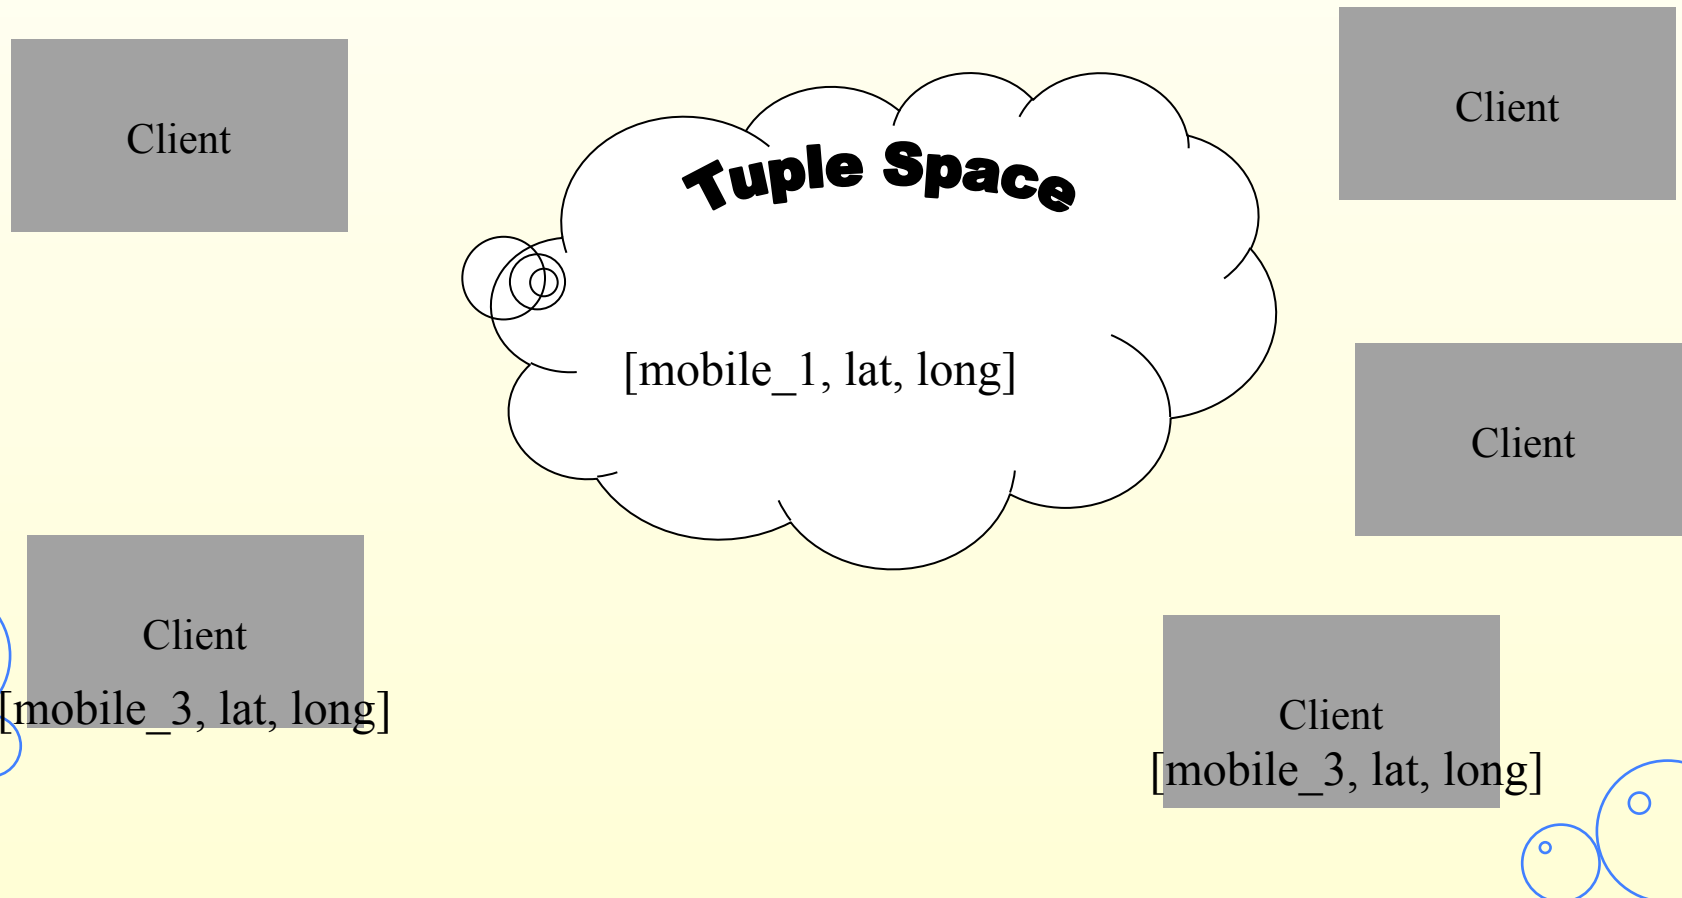 Client
Client
Tuple Space
[mobile_1, lat, long]
Client
Client
[mobile_3, lat, long]
Client
[mobile_3, lat, long]